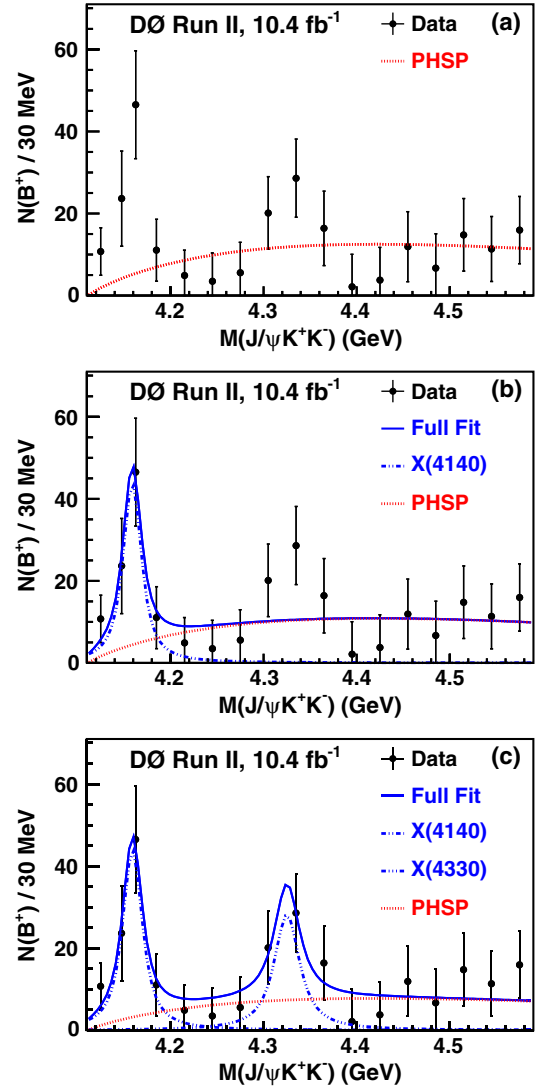 DØ Run II, 10.4 fb⁻¹
Data
(a)
PHSP
N(B⁺) / 30 MeV
60
40
20
0
4.2 4.3 4.4 4.5
M(J/ψK⁺K⁻) (GeV)
DØ Run II, 10.4 fb⁻¹
Data
(b)
Full Fit
X(4140)
PHSP
N(B⁺) / 30 MeV
60
40
20
0
4.2 4.3 4.4 4.5
M(J/ψK⁺K⁻) (GeV)
DØ Run II, 10.4 fb⁻¹
Data
(c)
Full Fit
X(4140)
X(4330)
PHSP
N(B⁺) / 30 MeV
60
40
20
0
4.2 4.3 4.4 4.5
M(J/ψK⁺K⁻) (GeV)